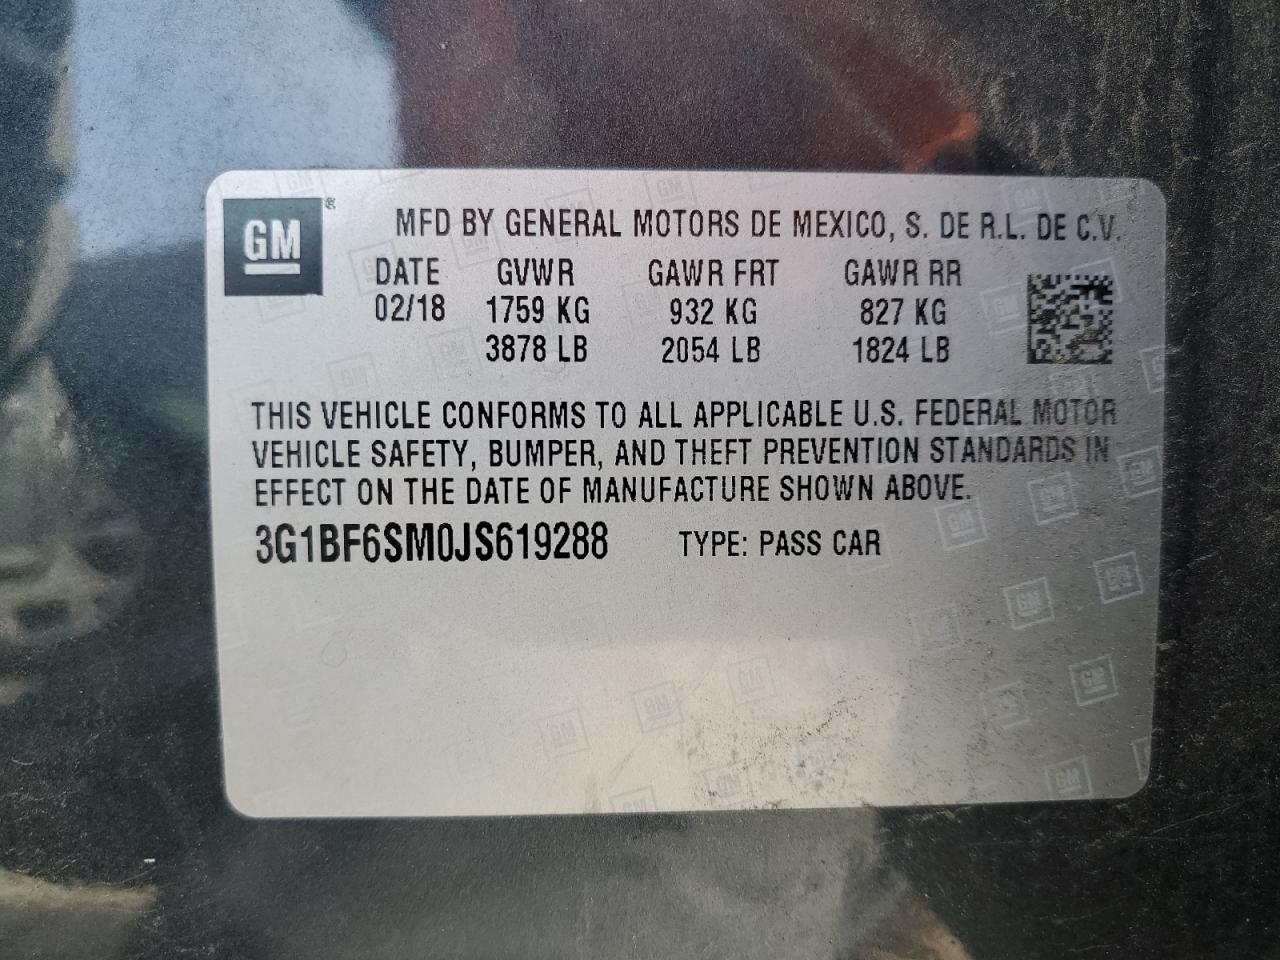 GM ®
MFD BY GENERAL MOTORS DE MEXICO, S. DE R.L. DE C.V.
DATE GVWR GAWR FRT GAWR RR
02/18 1759 KG 932 KG 827 KG
3878 LB 2054 LB 1824 LB
THIS VEHICLE CONFORMS TO ALL APPLICABLE U.S. FEDERAL MOTOR
VEHICLE SAFETY, BUMPER, AND THEFT PREVENTION STANDARDS IN
EFFECT ON THE DATE OF MANUFACTURE SHOWN ABOVE.
3G1BF6SM0JS619288 TYPE: PASS CAR